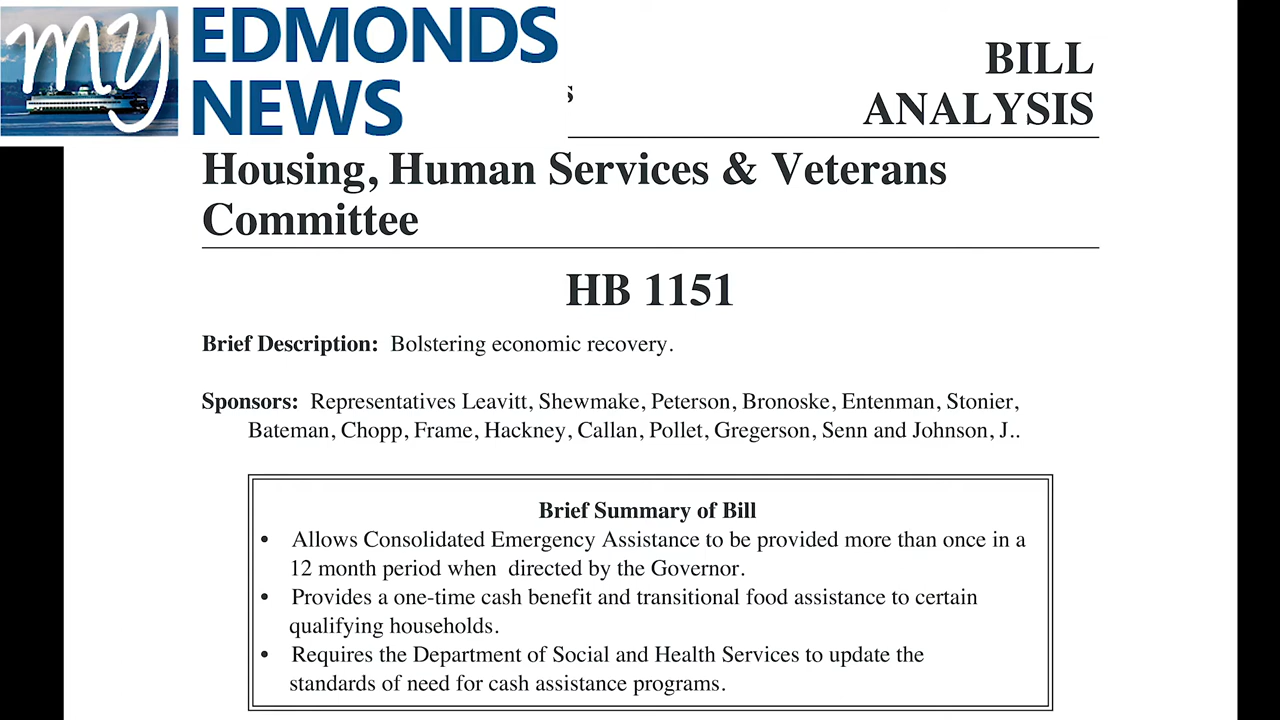 my EDMONDS
NEWS
s
BILL
ANALYSIS
Housing, Human Services & Veterans
Committee
HB 1151
Brief Description: Bolstering economic recovery.
Sponsors: Representatives Leavitt, Shewmake, Peterson, Bronoske, Entenman, Stonier,
Bateman, Chopp, Frame, Hackney, Callan, Pollet, Gregerson, Senn and Johnson, J..
Brief Summary of Bill
• Allows Consolidated Emergency Assistance to be provided more than once in a
12 month period when directed by the Governor.
• Provides a one-time cash benefit and transitional food assistance to certain
qualifying households.
• Requires the Department of Social and Health Services to update the
standards of need for cash assistance programs.